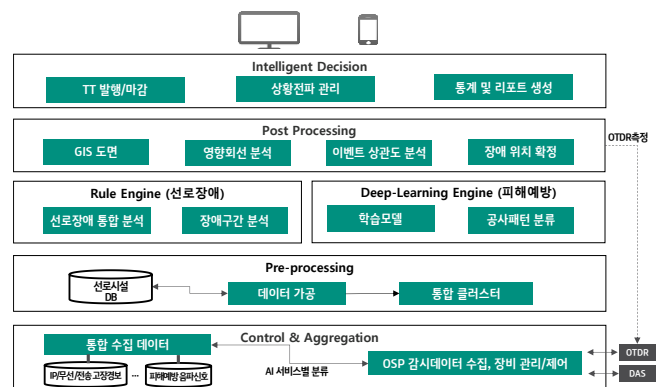 Intelligent Decision
TT 발행/마감
상황전파 관리
통계 및 리포트 생성
Post Processing
OTDR측정
GIS 도면
영향회선 분석
이벤트 상관도 분석
장애 위치 확정
Rule Engine (선로장애)
Deep-Learning Engine (피해예방)
선로장애 통합 분석
장애구간 분석
학습모델
공사패턴 분류
Pre-processing
선로시설
DB
데이터 가공
통합 클러스터
Control & Aggregation
통합 수집 데이터
OSP 감시데이터 수집, 장비 관리/제어
OTDR
DAS
IP/무선/전송 고장경보
...
피해예방 음파신호
AI 서비스별 분류